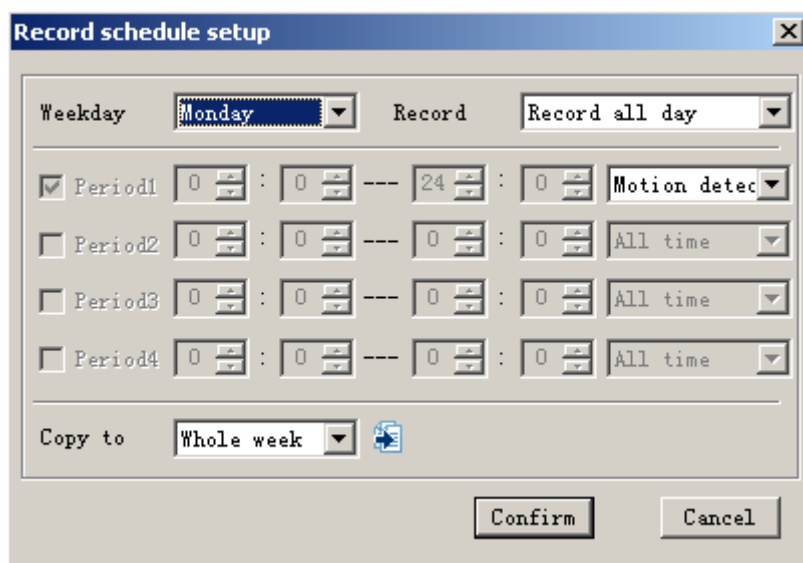 Record schedule setup
Weekday Monday Record Record all day
Period1 0 : 0 --- 24 : 0 Motion detec
Period2 0 : 0 --- 0 : 0 All time
Period3 0 : 0 --- 0 : 0 All time
Period4 0 : 0 --- 0 : 0 All time
Copy to Whole week
Confirm Cancel